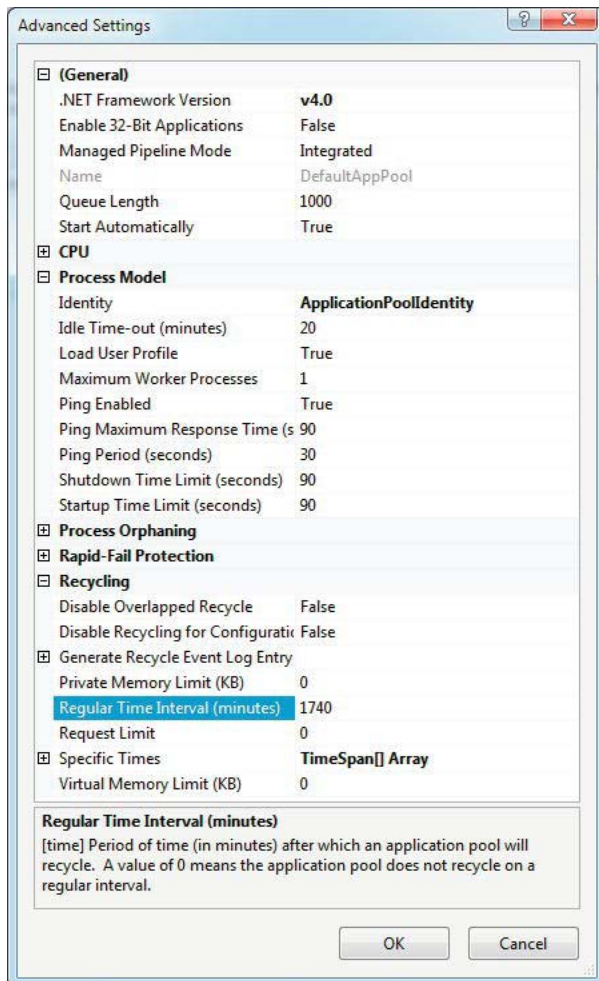 Advanced Settings
(General)
.NET Framework Version v4.0
Enable 32-Bit Applications False
Managed Pipeline Mode Integrated
Name DefaultAppPool
Queue Length 1000
Start Automatically True
CPU
Process Model
Identity ApplicationPoolIdentity
Idle Time-out (minutes) 20
Load User Profile True
Maximum Worker Processes 1
Ping Enabled True
Ping Maximum Response Time (s 90
Ping Period (seconds) 30
Shutdown Time Limit (seconds) 90
Startup Time Limit (seconds) 90
Process Orphaning
Rapid-Fail Protection
Recycling
Disable Overlapped Recycle False
Disable Recycling for Configuratic False
Generate Recycle Event Log Entry
Private Memory Limit (KB) 0
Regular Time Interval (minutes) 1740
Request Limit 0
Specific Times TimeSpan[] Array
Virtual Memory Limit (KB) 0
Regular Time Interval (minutes)
[time] Period of time (in minutes) after which an application pool will
recycle. A value of 0 means the application pool does not recycle on a
regular interval.
OK Cancel